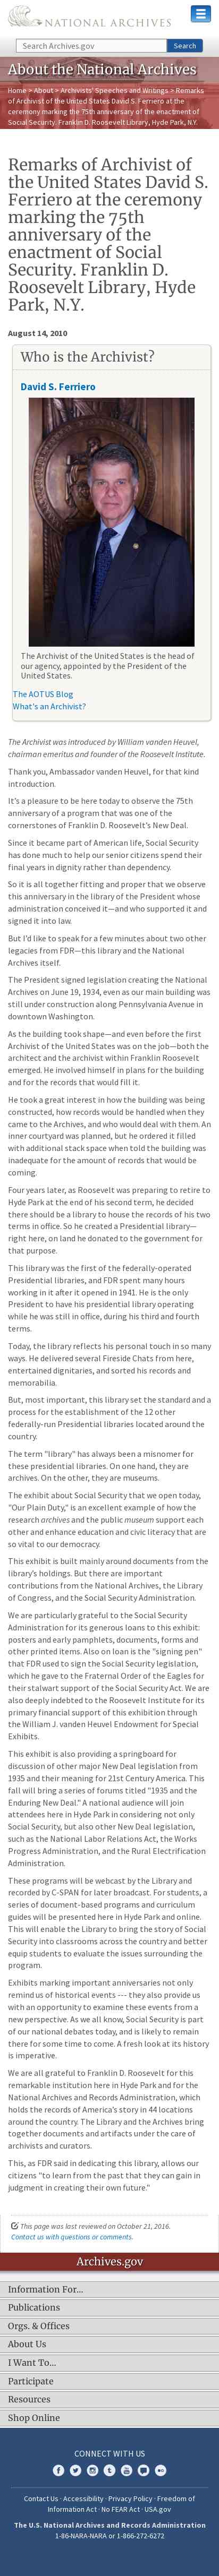 NATIONAL ARCHIVES
Search Archives.gov
Search
About the National Archives
Home > About > Archivists' Speeches and Writings > Remarks
of Archivist of the United States David S. Ferriero at the
ceremony marking the 75th anniversary of the enactment of
Social Security. Franklin D. Roosevelt Library, Hyde Park, N.Y.
Remarks of Archivist of
the United States David S.
Ferriero at the ceremony
marking the 75th
anniversary of the
enactment of Social
Security. Franklin D.
Roosevelt Library, Hyde
Park, N.Y.
August 14, 2010
Who is the Archivist?
David S. Ferriero
The Archivist of the United States is the head of
our agency, appointed by the President of the
United States.
The AOTUS Blog
What's an Archivist?
The Archivist was introduced by William vanden Heuvel,
chairman emeritus and founder of the Roosevelt Institute.
Thank you, Ambassador vanden Heuvel, for that kind
introduction.
It's a pleasure to be here today to observe the 75th
anniversary of a program that was one of the
cornerstones of Franklin D. Roosevelt's New Deal.
Since it became part of American life, Social Security
has done much to help our senior citizens spend their
final years in dignity rather than dependency.
So it is all together fitting and proper that we observe
this anniversary in the library of the President whose
administration conceived it—and who supported it and
signed it into law.
But I'd like to speak for a few minutes about two other
legacies from FDR—this library and the National
Archives itself.
The President signed legislation creating the National
Archives on June 19, 1934, even as our main building was
still under construction along Pennsylvania Avenue in
downtown Washington.
As the building took shape—and even before the first
Archivist of the United States was on the job—both the
architect and the archivist within Franklin Roosevelt
emerged. He involved himself in plans for the building
and for the records that would fill it.
He took a great interest in how the building was being
constructed, how records would be handled when they
came to the Archives, and who would deal with them. An
inner courtyard was planned, but he ordered it filled
with additional stack space when told the building was
inadequate for the amount of records that would be
coming.
Four years later, as Roosevelt was preparing to retire to
Hyde Park at the end of his second term, he decided
there should be a library to house the records of his two
terms in office. So he created a Presidential library—
right here, on land he donated to the government for
that purpose.
This library was the first of the federally-operated
Presidential libraries, and FDR spent many hours
working in it after it opened in 1941. He is the only
President to have his presidential library operating
while he was still in office, during his third and fourth
terms.
Today, the library reflects his personal touch in so many
ways. He delivered several Fireside Chats from here,
entertained dignitaries, and sorted his records and
memorabilia.
But, most important, this library set the standard and a
process for the establishment of the 12 other
federally-run Presidential libraries located around the
country.
The term "library" has always been a misnomer for
these presidential libraries. On one hand, they are
archives. On the other, they are museums.
The exhibit about Social Security that we open today,
"Our Plain Duty," is an excellent example of how the
research archives and the public museum support each
other and enhance education and civic literacy that are
so vital to our democracy.
This exhibit is built mainly around documents from the
library's holdings. But there are important
contributions from the National Archives, the Library
of Congress, and the Social Security Administration.
We are particularly grateful to the Social Security
Administration for its generous loans to this exhibit:
posters and early pamphlets, documents, forms and
other printed items. Also on loan is the "signing pen"
that FDR used to sign the Social Security legislation,
which he gave to the Fraternal Order of the Eagles for
their stalwart support of the Social Security Act. We are
also deeply indebted to the Roosevelt Institute for its
primary financial support of this exhibition through
the William J. vanden Heuvel Endowment for Special
Exhibits.
This exhibit is also providing a springboard for
discussion of other major New Deal legislation from
1935 and their meaning for 21st Century America. This
fall will bring a series of forums titled "1935 and the
Enduring New Deal." A national audience will join
attendees here in Hyde Park in considering not only
Social Security, but also other New Deal legislation,
such as the National Labor Relations Act, the Works
Progress Administration, and the Rural Electrification
Administration.
These programs will be webcast by the Library and
recorded by C-SPAN for later broadcast. For students, a
series of document-based programs and curriculum
guides will be presented here in Hyde Park and online.
This will enable the Library to bring the story of Social
Security into classrooms across the country and better
equip students to evaluate the issues surrounding this
program.
Exhibits marking important anniversaries not only
remind us of historical events --- they also provide us
with an opportunity to examine these events from a
new perspective. As we all know, Social Security is part
of our national debates today, and is likely to remain
there for some time to come. A fresh look at its history
is imperative.
We are all grateful to Franklin D. Roosevelt for this
remarkable institution here in Hyde Park and for the
National Archives and Records Administration, which
holds the records of America's story in 44 locations
around the country. The Library and the Archives bring
together documents and artifacts under the care of
archivists and curators.
This, as FDR said in dedicating this library, allows our
citizens "to learn from the past that they can gain in
judgment in creating their own future."
This page was last reviewed on October 21, 2016.
Contact us with questions or comments.
Archives.gov
Information For…
Publications
Orgs. & Offices
About Us
I Want To…
Participate
Resources
Shop Online
CONNECT WITH US
Contact Us · Accessibility · Privacy Policy · Freedom of
Information Act · No FEAR Act · USA.gov
The U.S. National Archives and Records Administration
1-86-NARA-NARA or 1-866-272-6272